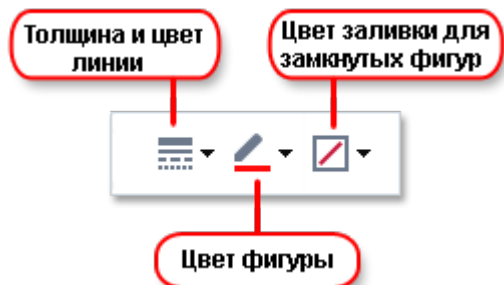 Толщина и цвет
линии
Цвет заливки для
замкнутых фигур
Цвет фигуры